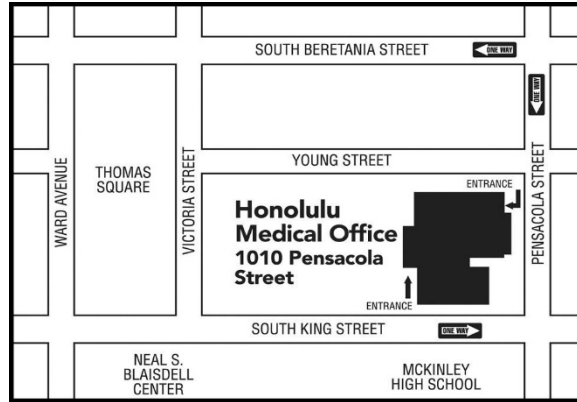 SOUTH BERETANIA STREET
ONE WAY
ONE WAY
WARD AVENUE
THOMAS
SQUARE
VICTORIA STREET
YOUNG STREET
PENSACOLA STREET
ENTRANCE
Honolulu
Medical Office
1010 Pensacola
Street
ENTRANCE
SOUTH KING STREET
ONE WAY
NEAL S.
BLAISDELL
CENTER
MCKINLEY
HIGH SCHOOL